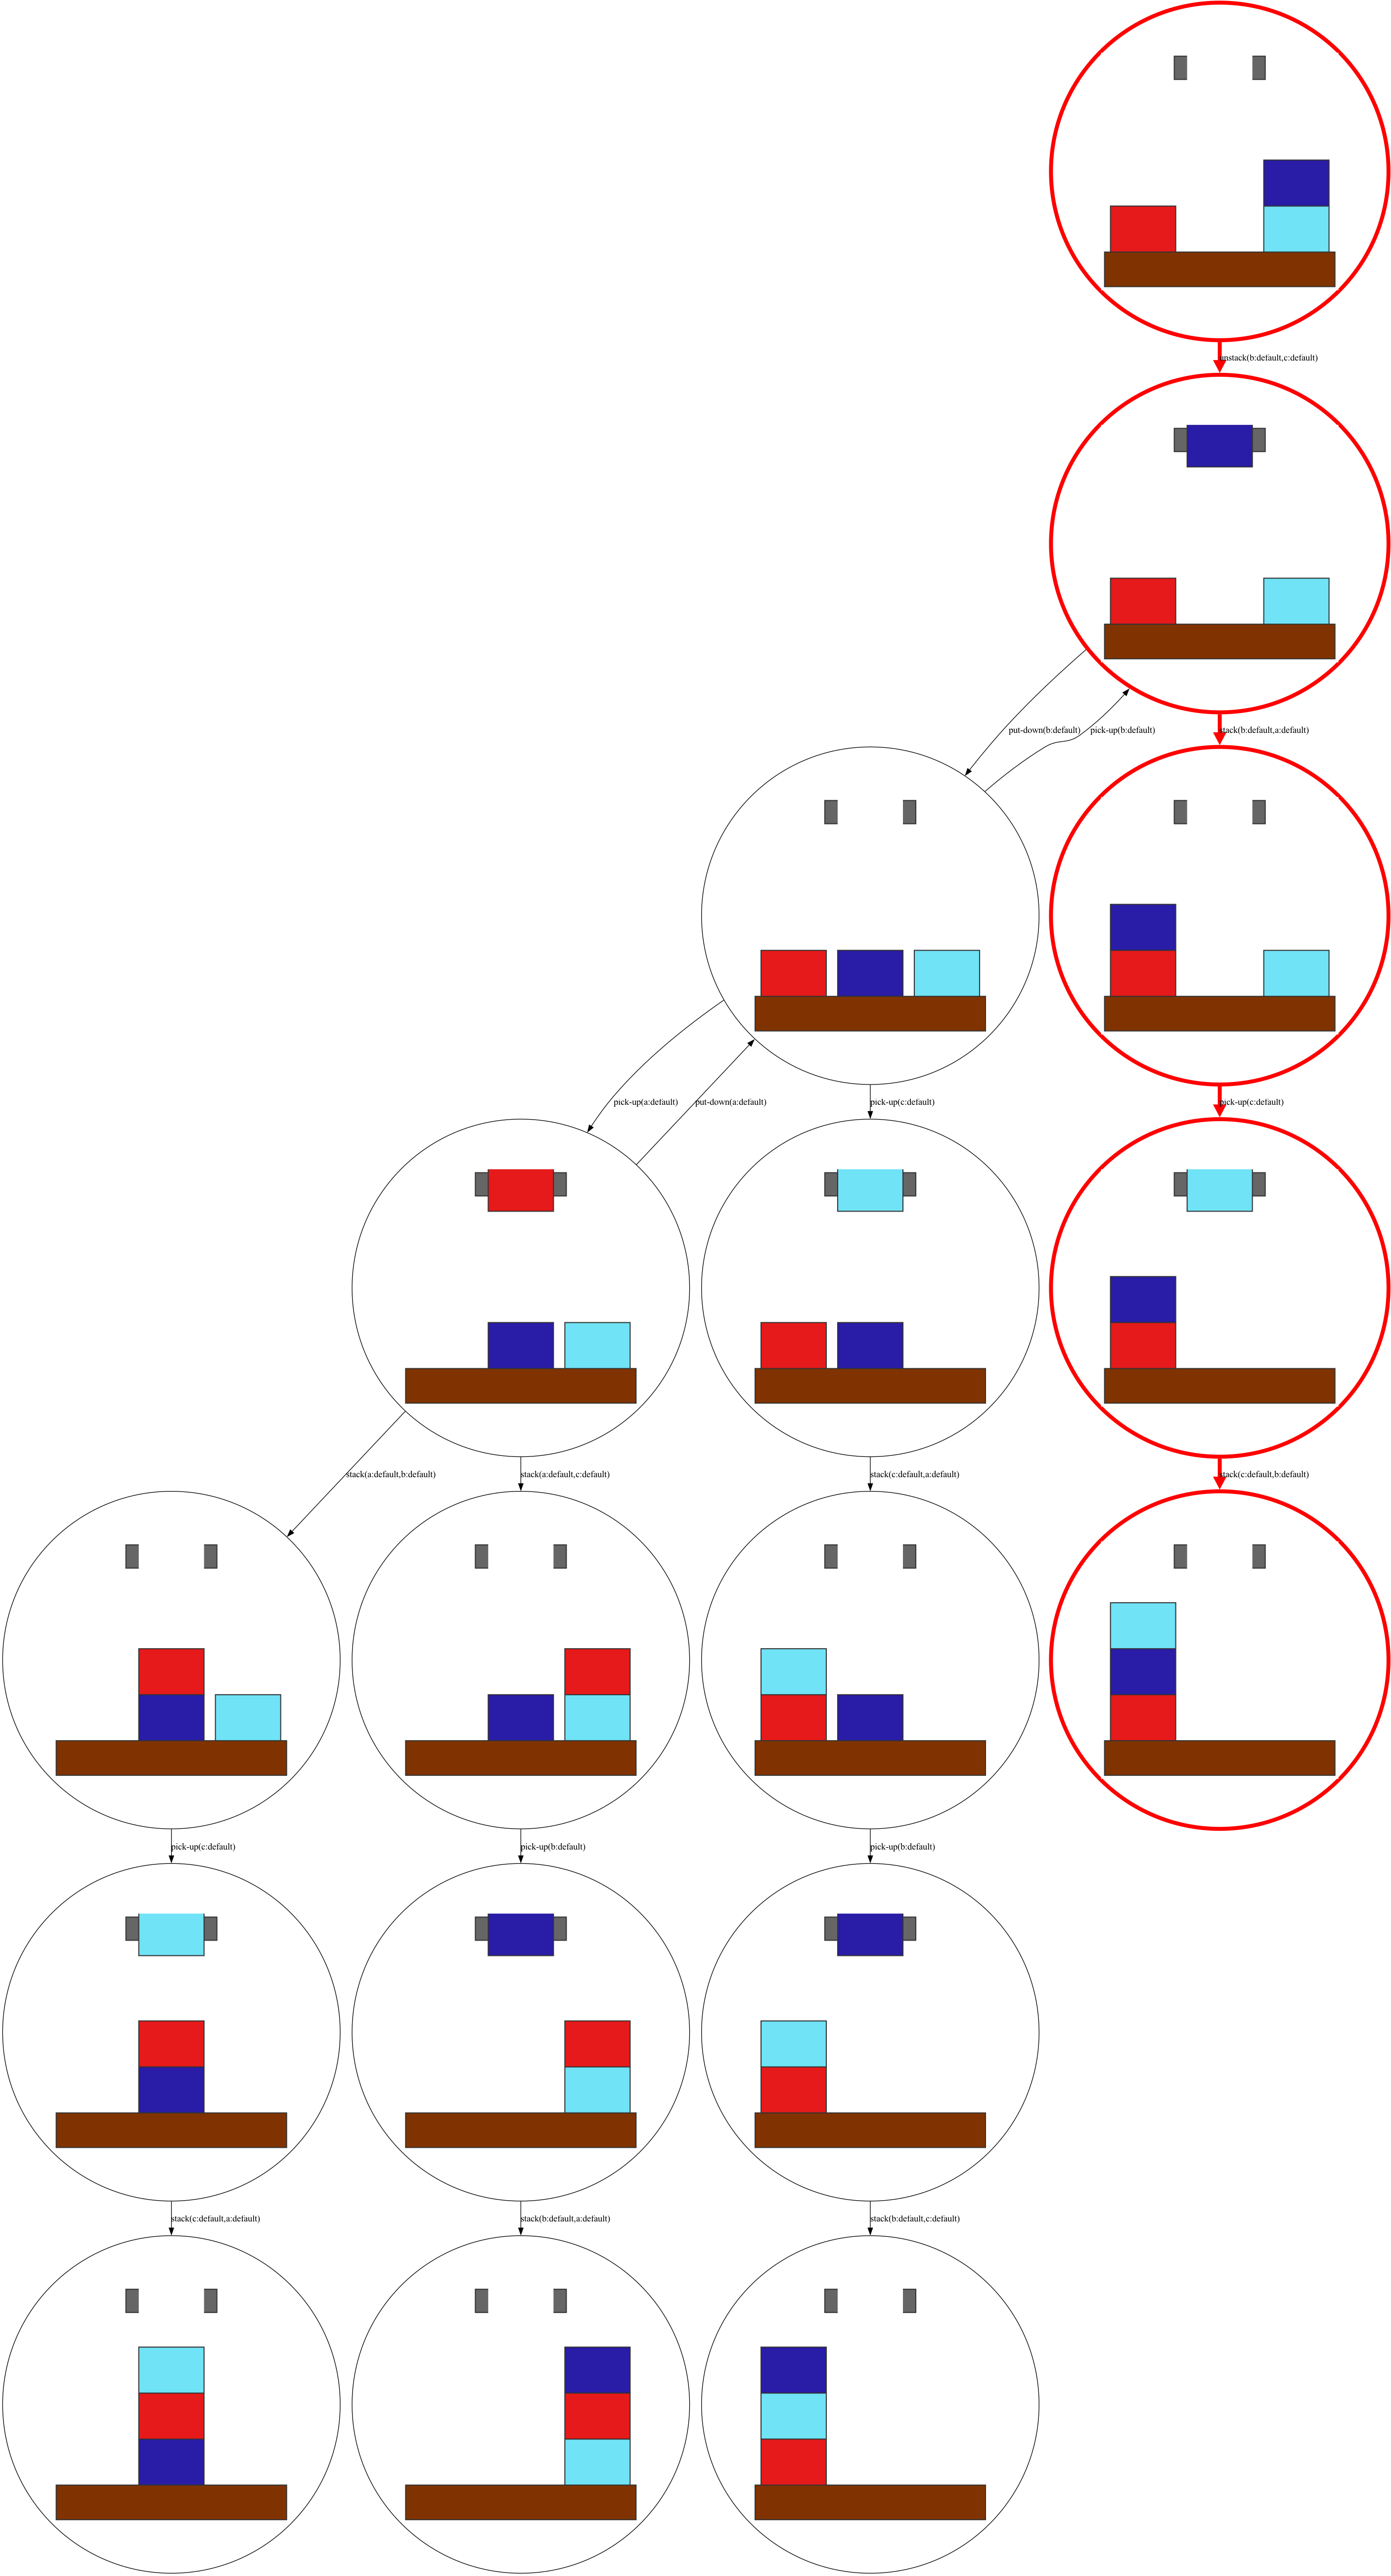 unstack(b:default,c:default)
put-down(b:default)
pick-up(b:default)
stack(b:default,a:default)
pick-up(a:default)
put-down(a:default)
pick-up(c:default)
pick-up(c:default)
stack(a:default,b:default)
stack(a:default,c:default)
stack(c:default,a:default)
stack(c:default,b:default)
pick-up(c:default)
pick-up(b:default)
pick-up(b:default)
stack(c:default,a:default)
stack(b:default,a:default)
stack(b:default,c:default)